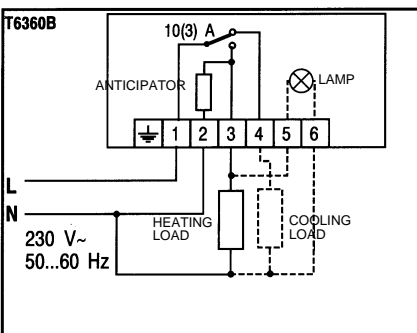 T6360B
10(3) A
ANTICIPATOR
LAMP
1 2 3 4 5 6
L
N
230 V~
50...60 Hz
HEATING
LOAD
COOLING
LOAD